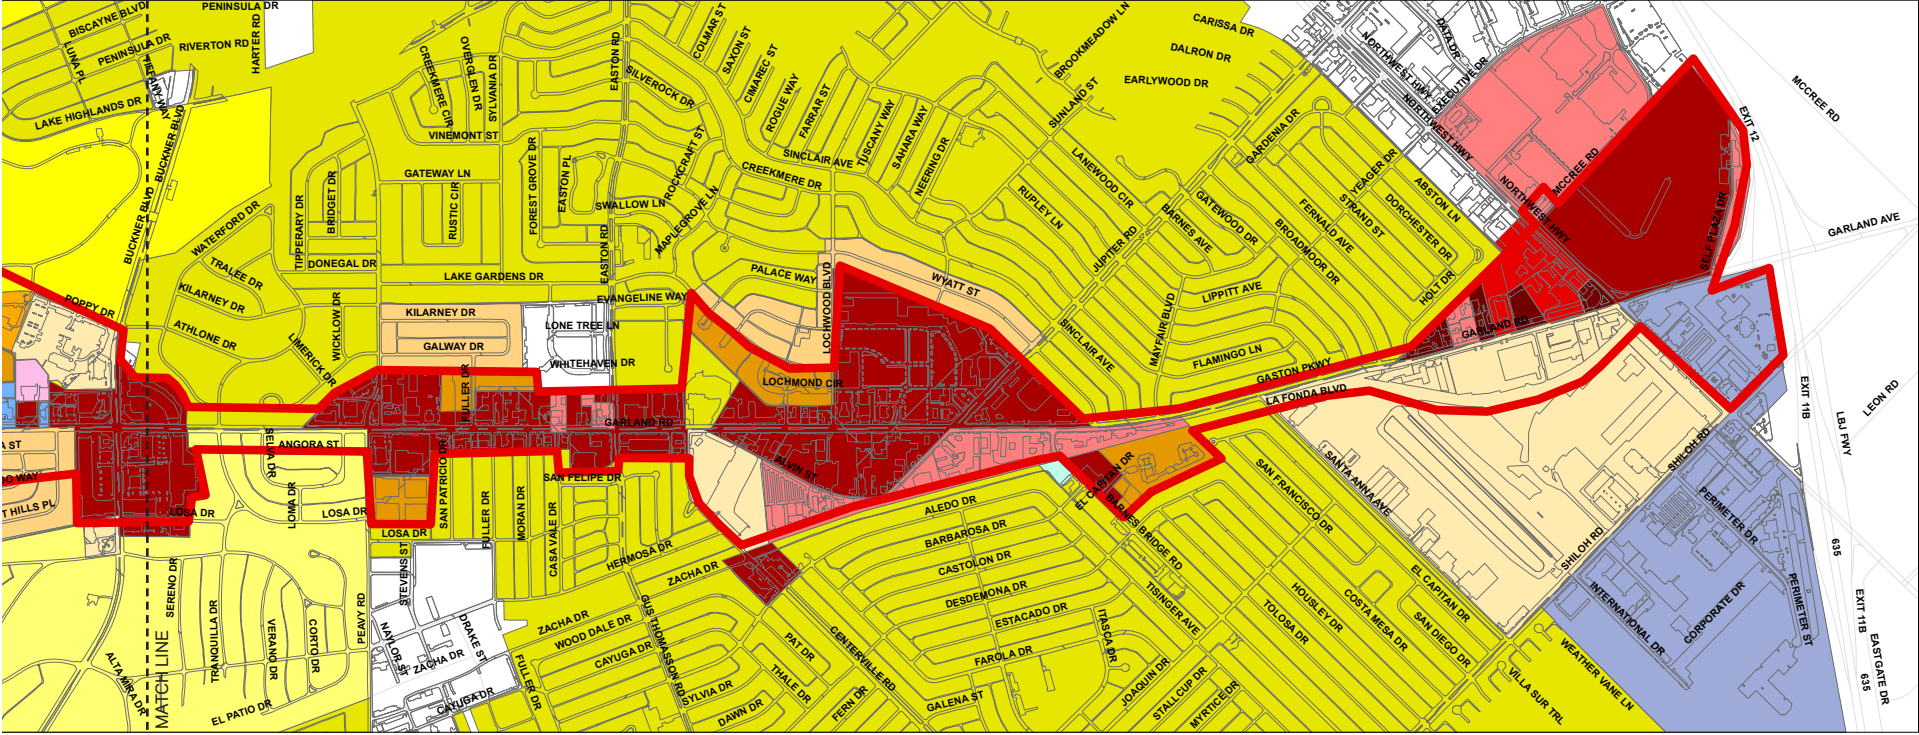 PENINSULA DR
BISCAYNE BLVD
HARTER RD
LUNA PL
PENINSULA DR
RIVERTON RD
TIFFANY WAY
LAKE HIGHLANDS DR
BUCKNER BLVD
BUCKNER BLVD
WATERFORD DR
TRALEE DR
KILARNEY DR
ATHLONE DR
LIMERICK DR
POPPY DR
TIPPERARY DR
BRIDGET DR
DONEGAL DR
WICKLOW DR
CREEKMERE CIR
OVERGLEN DR
SYLVANIA DR
VINEMONT ST
GATEWAY LN
RUSTIC CIR
FOREST GROVE DR
EASTON PL
LAKE GARDENS DR
KILARNEY DR
GALWAY DR
EASTON RD
SILVEROCK DR
COLMAR ST
SAXON ST
CIMAREC ST
ROGUE WAY
FARRAR ST
TUSCANY WAY
SAHARA WAY
NEERING DR
SINCLAIR AVE
CREEKMERE DR
ROCKCRAFT ST
SWALLOW LN
MAPLEGROVE LN
EASTON RD
EVANGELINE WAY
LONE TREE LN
WHITEHAVEN DR
PALACE WAY
LOCHWOOD BLVD
WYATT ST
LOCHMOND CIR
BROOKMEADOW LN
SUNLAND ST
CARISSA DR
DALRON DR
EARLYWOOD DR
LANEWOOD CIR
RUPLEY LN
JUPITER RD
BARNES AVE
GATEWOOD DR
GARDENIA DR
YEAGER DR
ABSTON LN
STRAND ST
FERNALD AVE
DORCHESTER DR
BROADMOOR DR
HOLT DR
LIPPITT AVE
MAYFAIR BLVD
SINCLAIR AVE
FLAMINGO LN
GASTON PKWY
LA FONDA BLVD
GARLAND RD
NORTHWEST HWY
NORTHWEST HWY
DATA DR
EXECUTIVE DR
NORTHWEST HWY
MCCREE RD
SELF PLAZA DR
EXIT 12
MCCREE RD
GARLAND AVE
EXIT 11B
LBJ FWY
LEON RD
635
EXIT 11B
635
EASTGATE DR
FULLER DR
GARLAND RD
A ST
DO WAY
T HILLS PL
SELVA DR
ANGORA ST
LOMA DR
LOSA DR
LOSA DR
LOSA DR
SAN PATRICIO DR
FULLER DR
MORAN DR
CASA VALE DR
SAN FELIPE DR
HERMOSA DR
ZACHA DR
ALVIN ST
SERENO DR
TRANQUILLA DR
VERANO DR
CORTO DR
PEAVY RD
ALTA MIRA DR
MATCH LINE
EL PATIO DR
STEVENS ST
NAYLOR ST
DRAKE ST
ZACHA DR
CAYUGA DR
FULLER DR
ZACHA DR
WOOD DALE DR
CAYUGA DR
GUS THOMASSON RD
SYLVIA DR
DAWN DR
PAT DR
THALE DR
FERN DR
CENTERVILLE RD
ALEDO DR
BARBAROSA DR
CASTOLON DR
DESDEMONA DR
ESTACADO DR
FAROLA DR
GALENA ST
ITASCA DR
JOAQUIN DR
STALLCUP DR
MYRTICE DR
EL CAPITAN DR
BARNES BRIDGE RD
TISINGER AVE
TOLOSA DR
HOUSLEY DR
COSTA MESA DR
SAN DIEGO DR
EL CAPITAN DR
SAN FRANCISCO DR
SANTA ANNA AVE
SHILOH RD
SHILOH RD
VILLA SUR TRL
WEATHER VANE LN
INTERNATIONAL DR
CORPORATE DR
PERIMETER DR
PERIMETER ST